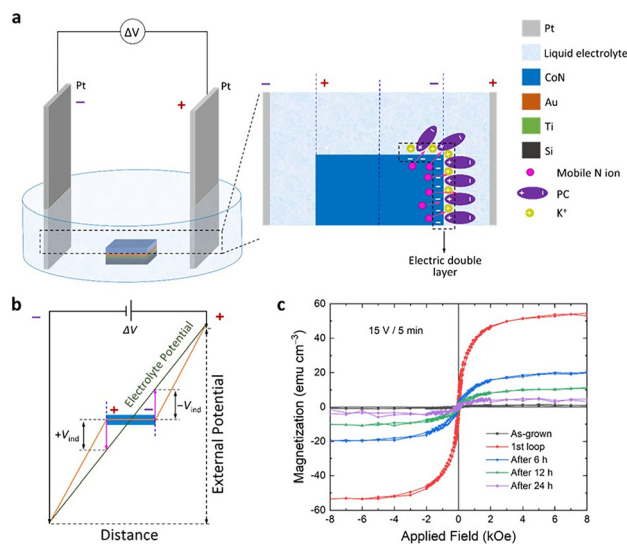 a
ΔV
Pt
Pt
−
+
− + − +
Electric double
layer
Pt
Liquid electrolyte
CoN
Au
Ti
Si
Mobile N ion
PC
K⁺
b
− +
ΔV
Electrolyte Potential
+ −
+Vind
−Vind
External Potential
Distance
c
60
40
20
0
-20
-40
-60
Magnetization (emu cm⁻³)
15 V / 5 min
As-grown
1st loop
After 6 h
After 12 h
After 24 h
-8 -6 -4 -2 0 2 4 6 8
Applied Field (kOe)